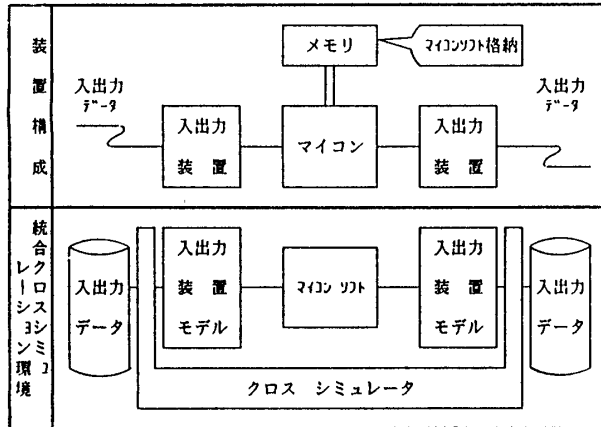 装置構成
メモリ
マイコンソフト格納
入出力
データ
入出力
装置
マイコン
入出力
装置
入出力
データ
統合クロスシミュレーション環境
入出力
データ
入出力
装置
モデル
マイコン ソフト
入出力
装置
モデル
入出力
データ
クロス シミュレータ